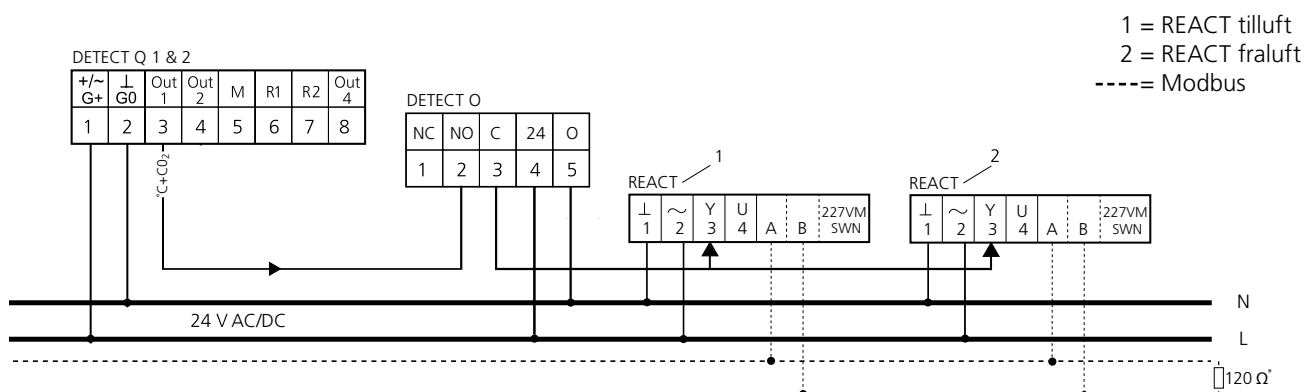 1 = REACT tilluft
2 = REACT fraluft
----= Modbus
DETECT Q 1 & 2
+/~ G+ ⊥ G0 Out 1 Out 2 M R1 R2 Out 4
1 2 3 4 5 6 7 8
°C+CO₂
DETECT O
NC NO C 24 O
1 2 3 4 5
1
REACT
⊥ ~ Y U 227VM
1 2 3 4 A B SWN
2
REACT
⊥ ~ Y U 227VM
1 2 3 4 A B SWN
N
24 V AC/DC
L
120 Ω*